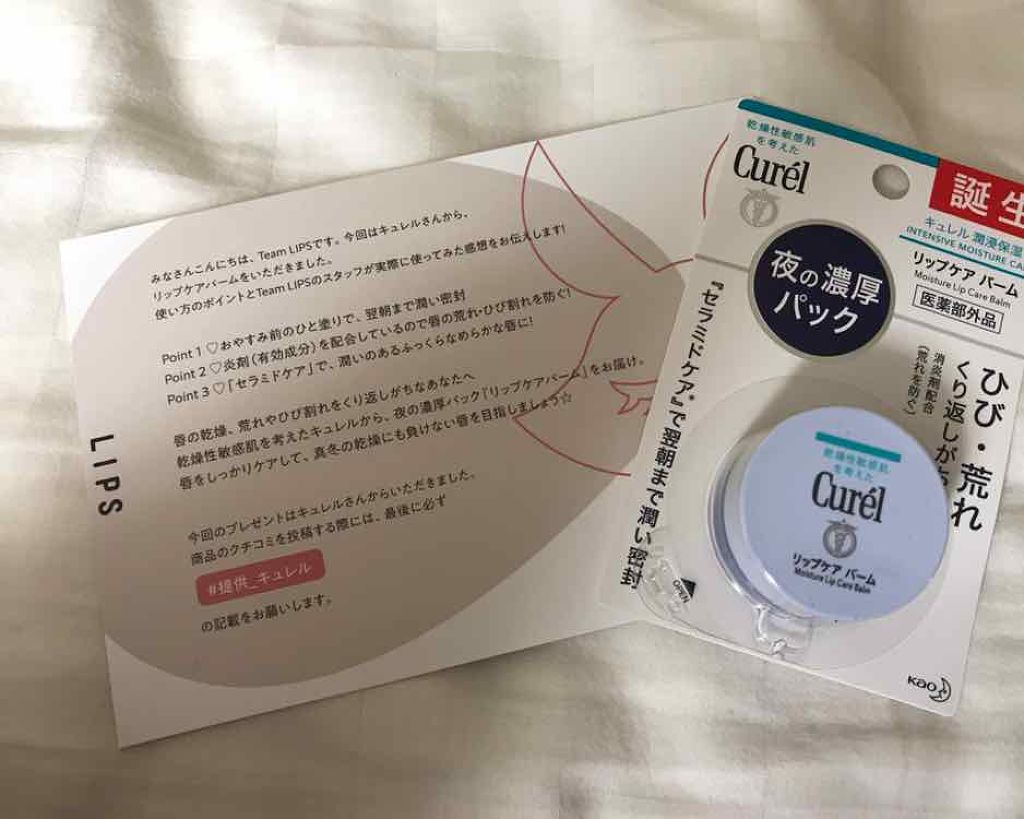 みなさんこんにちは、Team LIPSです。今回はキュレルさんから、
リップケアバームをいただきました。
使い方のポイントとTeam LIPSのスタッフが実際に使ってみた感想をお伝えします!
Point 1 ♡おやすみ前のひと塗りで、翌朝まで潤い密封
Point 2 ♡炎剤(有効成分)を配合しているので唇の荒れ・ひび割れを防ぐ!
Point 3 ♡「セラミドケア」で、潤いのあるふっくらなめらかな唇に!
唇の乾燥、荒れやひび割れをくり返しがちなあなたへ
乾燥性敏感肌を考えたキュレルから、夜の濃厚パック『リップケアバーム』をお届け。
唇をしっかりケアして、真冬の乾燥にも負けない唇を目指しましょう☆
今回のプレゼントはキュレルさんからいただきました。
商品のクチコミを投稿する際には、最後に必ず
#提供_キュレル
の記載をお願いします。
LIPS
乾燥性敏感肌
を考えた
Curél
誕生
キュレル 潤浸保湿
INTENSIVE MOISTURE CA
リップケア バーム
Moisture Lip Care Balm
医薬部外品
夜の濃厚
パック
『セラミドケア』で翌朝まで潤い密封
ひび・荒れ
くり返しがち
消炎剤配合
(荒れを防ぐ)
乾燥性敏感肌
を考えた
Curél
リップケア バーム
Moisture Lip Care Balm
OPEN
Kao